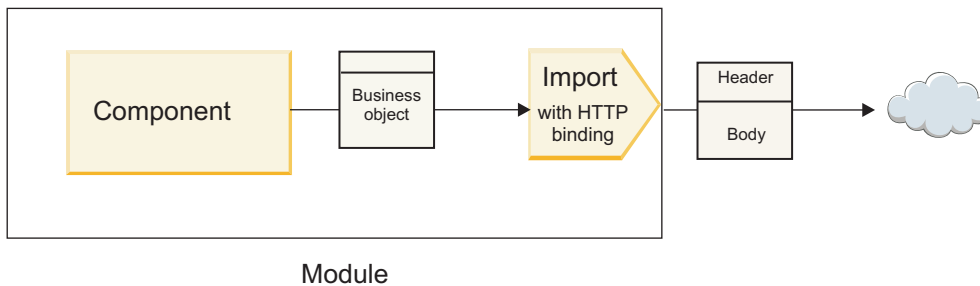 Component
Business
object
Import
with HTTP
binding
Header
Body
Module